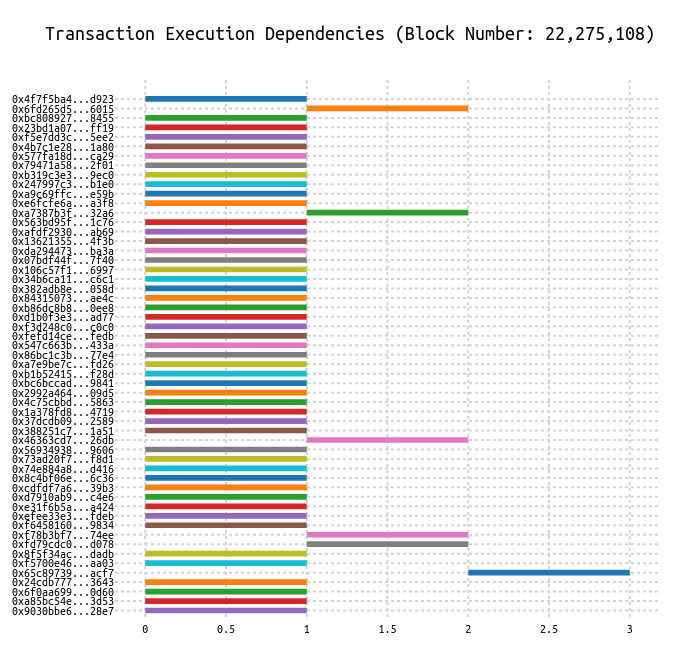 Transaction Execution Dependencies (Block Number: 22,275,108)
0x4f7f5ba4...d923
0x6fd265d5...6015
0xbc808927...8455
0x23bd1a07...ff19
0xf5e7dd3c...5ee2
0x4b7c1e28...1a80
0x577fa18d...ca29
0x79471a58...2f01
0xb319c3e3...9ec0
0x247997c3...b1e0
0xa9c69ffc...e59b
0xe6fcfe6a...a3f8
0xa7387b3f...32a6
0x563bd95f...1c76
0xafdf2930...ab69
0x13621355...4f3b
0xda294473...ba3a
0x07bdf44f...7f40
0x106c57f1...6997
0x34b6ca11...c6c1
0x382adb8e...058d
0x84315073...ae4c
0xb86dc8b8...0ee8
0xd1b0f3e3...ad77
0xf3d248c0...c0c0
0xfefd14ce...fedb
0x547c663b...433a
0x86bc1c3b...77e4
0xa7e9be7c...fd26
0xb1b52415...f28d
0xbc6bccad...9841
0x2992a464...09d5
0x4c75cbbd...5863
0x1a378fd8...4719
0x37dcdb09...2589
0x388251c7...1a51
0x46363cd7...26db
0x56934938...9606
0x73ad20f7...f8d1
0x74e884a8...d416
0x8c4bf06e...6c36
0xcdfdf7a6...39b3
0xd7910ab9...c4e6
0xe31f6b5a...a424
0xefee33e3...fdeb
0xf6458160...9834
0xf78b3bf7...74ee
0xfd79cdc0...d078
0x8f5f34ac...dadb
0xf5700e46...aa03
0x65c89739...acf7
0x24cdb777...3643
0x6f0aa699...0d60
0xa85bc54e...3d53
0x9030bbe6...28e7
0 0.5 1 1.5 2 2.5 3